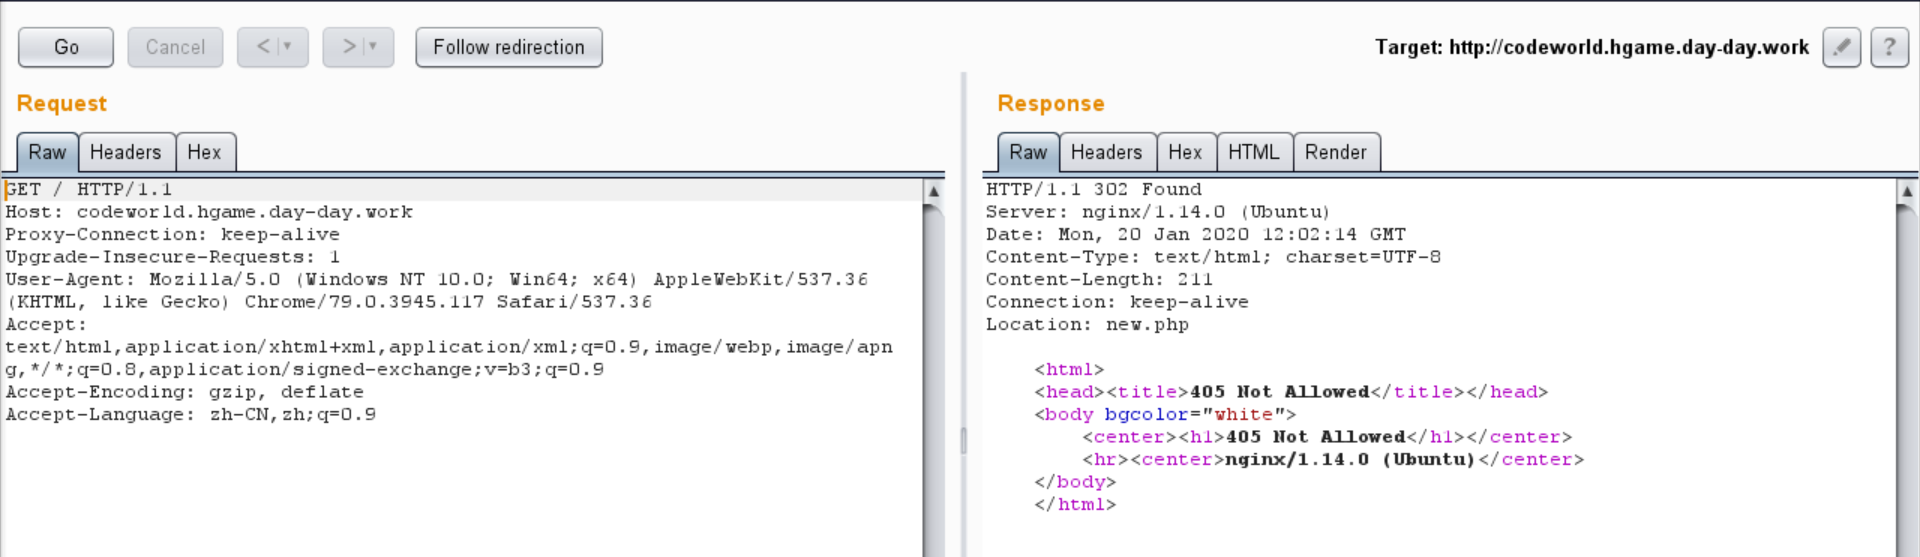 Go Cancel < > Follow redirection Target: http://codeworld.hgame.day-day.work ?
Request
Raw Headers Hex
GET / HTTP/1.1
Host: codeworld.hgame.day-day.work
Proxy-Connection: keep-alive
Upgrade-Insecure-Requests: 1
User-Agent: Mozilla/5.0 (Windows NT 10.0; Win64; x64) AppleWebKit/537.36
(KHTML, like Gecko) Chrome/79.0.3945.117 Safari/537.36
Accept:
text/html,application/xhtml+xml,application/xml;q=0.9,image/webp,image/apn
g,*/*;q=0.8,application/signed-exchange;v=b3;q=0.9
Accept-Encoding: gzip, deflate
Accept-Language: zh-CN,zh;q=0.9
Response
Raw Headers Hex HTML Render
HTTP/1.1 302 Found
Server: nginx/1.14.0 (Ubuntu)
Date: Mon, 20 Jan 2020 12:02:14 GMT
Content-Type: text/html; charset=UTF-8
Content-Length: 211
Connection: keep-alive
Location: new.php
<html>
<head><title>405 Not Allowed</title></head>
<body bgcolor="white">
<center><h1>405 Not Allowed</h1></center>
<hr><center>nginx/1.14.0 (Ubuntu)</center>
</body>
</html>